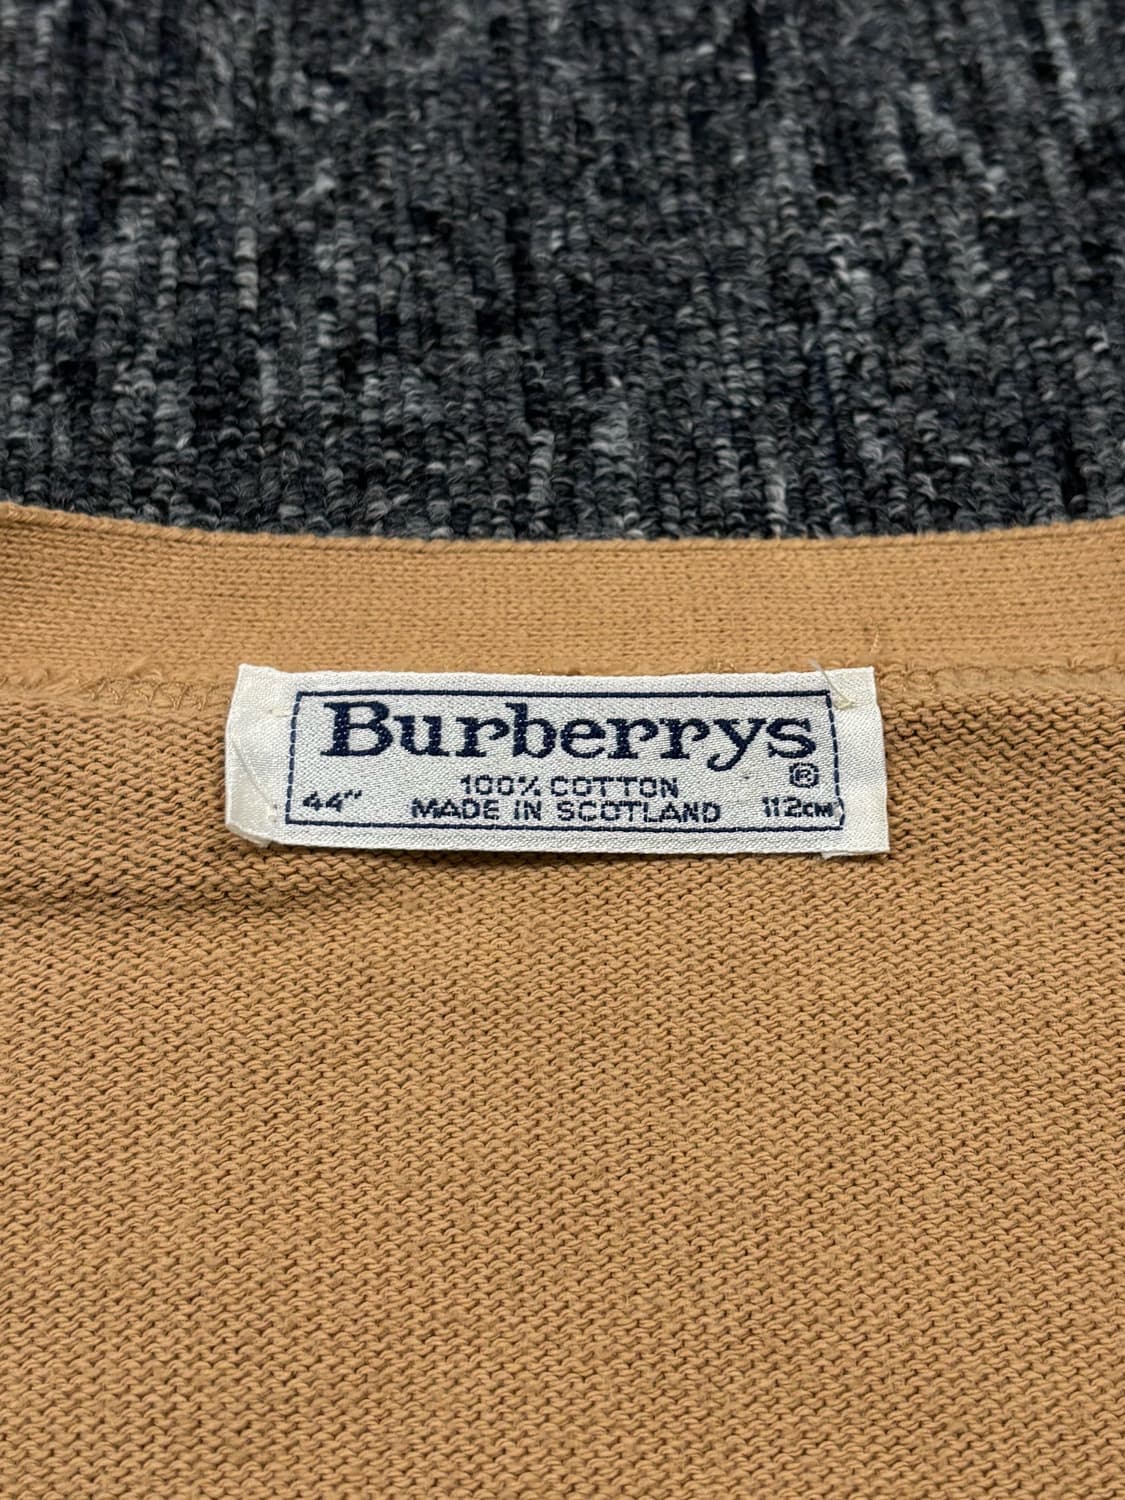 Burberrys
®
100% COTTON
44" MADE IN SCOTLAND 112CM